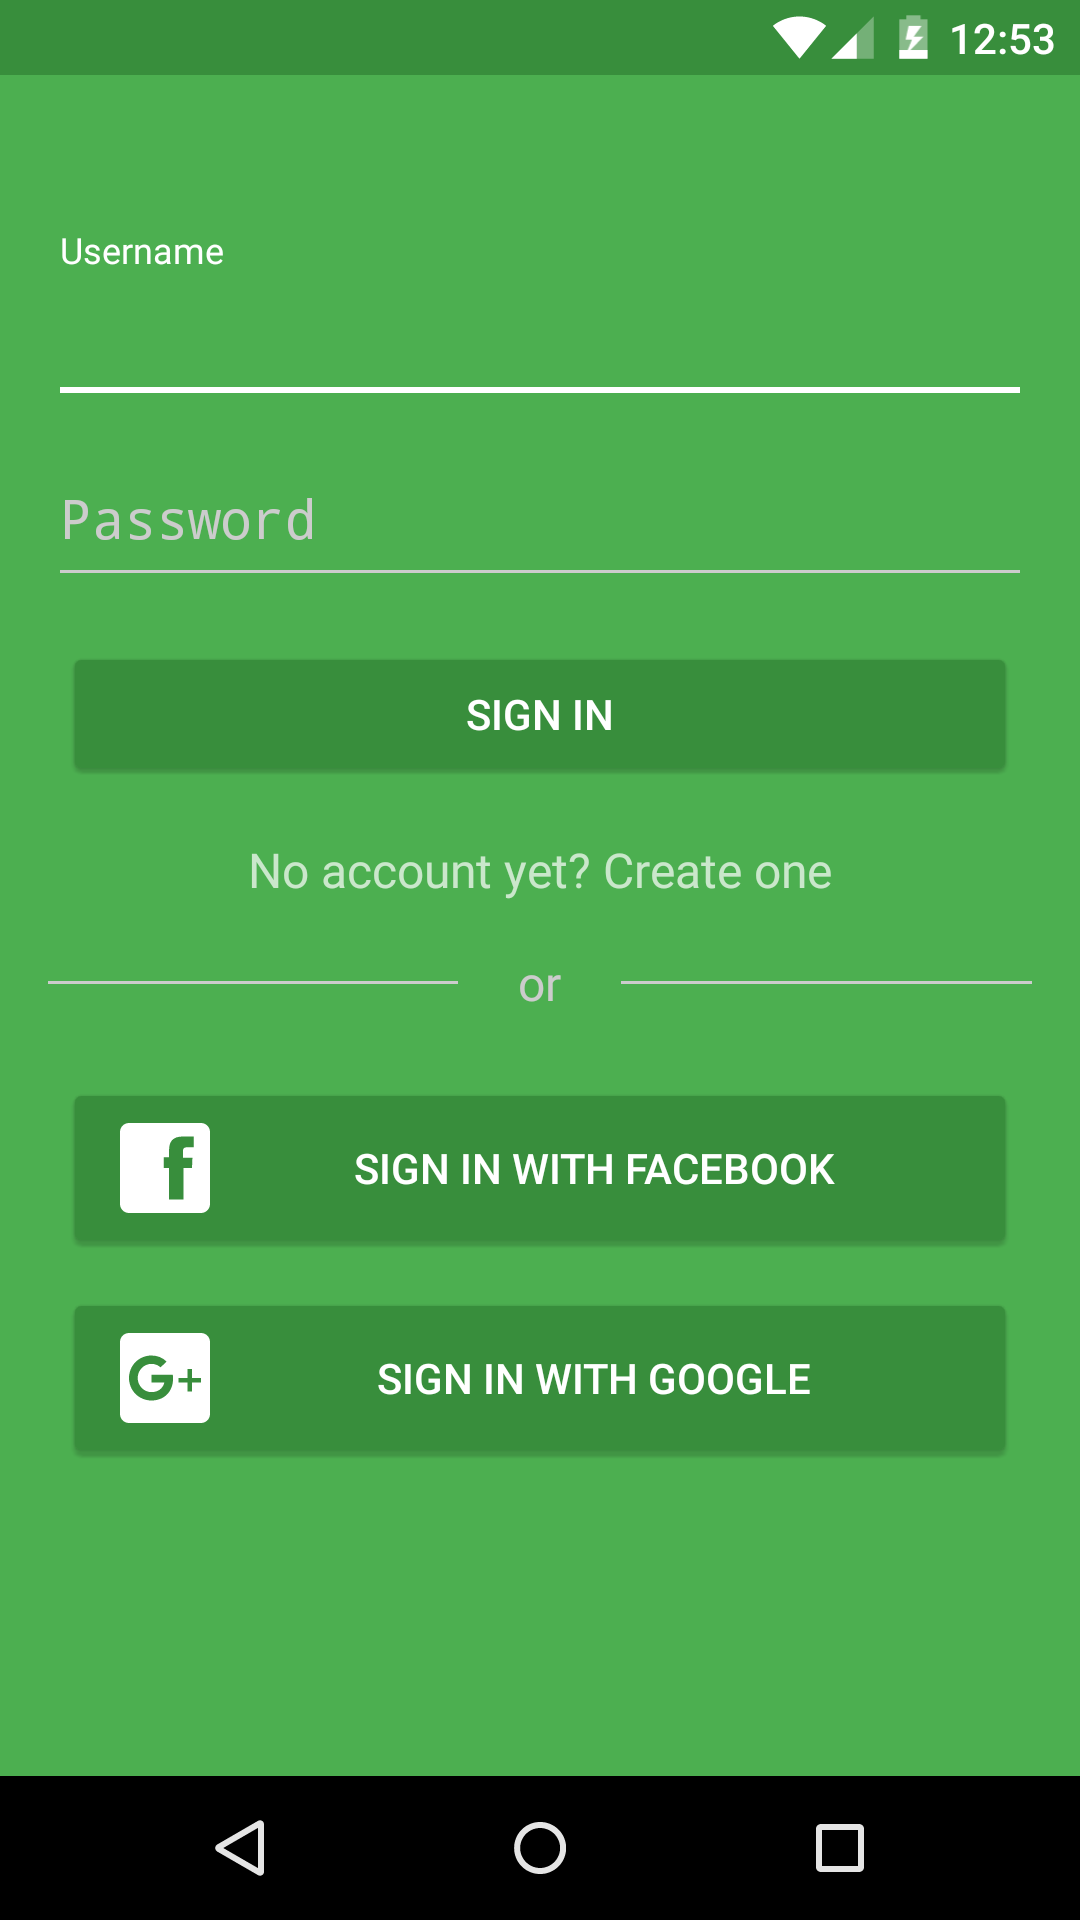 12:53
Username
Password
SIGN IN
No account yet? Create one
or
f
SIGN IN WITH FACEBOOK
G+
SIGN IN WITH GOOGLE